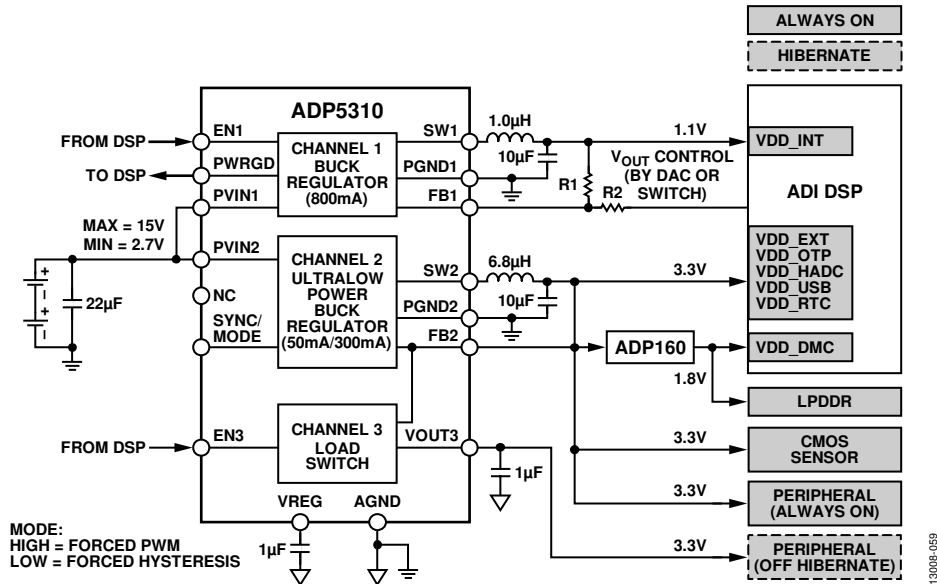 ALWAYS ON
HIBERNATE
ADP5310
FROM DSP
EN1
TO DSP
PWRGD
PVIN1
CHANNEL 1
BUCK
REGULATOR
(800mA)
SW1
PGND1
FB1
1.0µH
10µF
R1
R2
1.1V
VOUT CONTROL
(BY DAC OR
SWITCH)
VDD_INT
ADI DSP
MAX = 15V
MIN = 2.7V
PVIN2
NC
SYNC/
MODE
22µF
+
–
+
–
CHANNEL 2
ULTRALOW
POWER
BUCK
REGULATOR
(50mA/300mA)
SW2
PGND2
FB2
6.8µH
10µF
3.3V
VDD_EXT
VDD_OTP
VDD_HADC
VDD_USB
VDD_RTC
ADP160
VDD_DMC
1.8V
LPDDR
FROM DSP
EN3
CHANNEL 3
LOAD
SWITCH
VOUT3
1µF
3.3V
CMOS
SENSOR
3.3V
PERIPHERAL
(ALWAYS ON)
3.3V
PERIPHERAL
(OFF HIBERNATE)
VREG
AGND
1µF
MODE:
HIGH = FORCED PWM
LOW = FORCED HYSTERESIS
13008-059